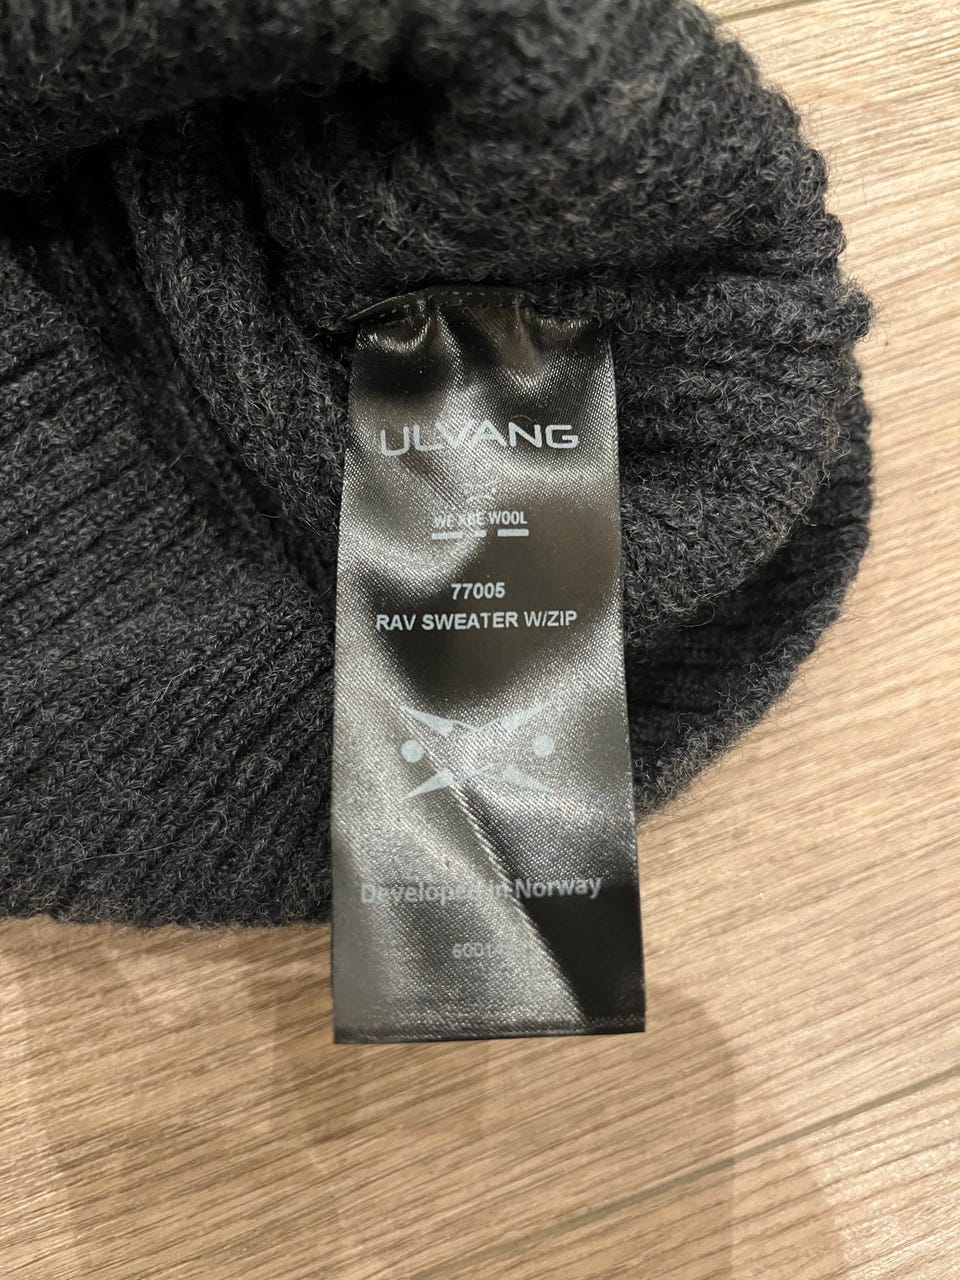 ULVANG
WE ARE WOOL
77005
RAV SWEATER W/ZIP
Developed in Norway